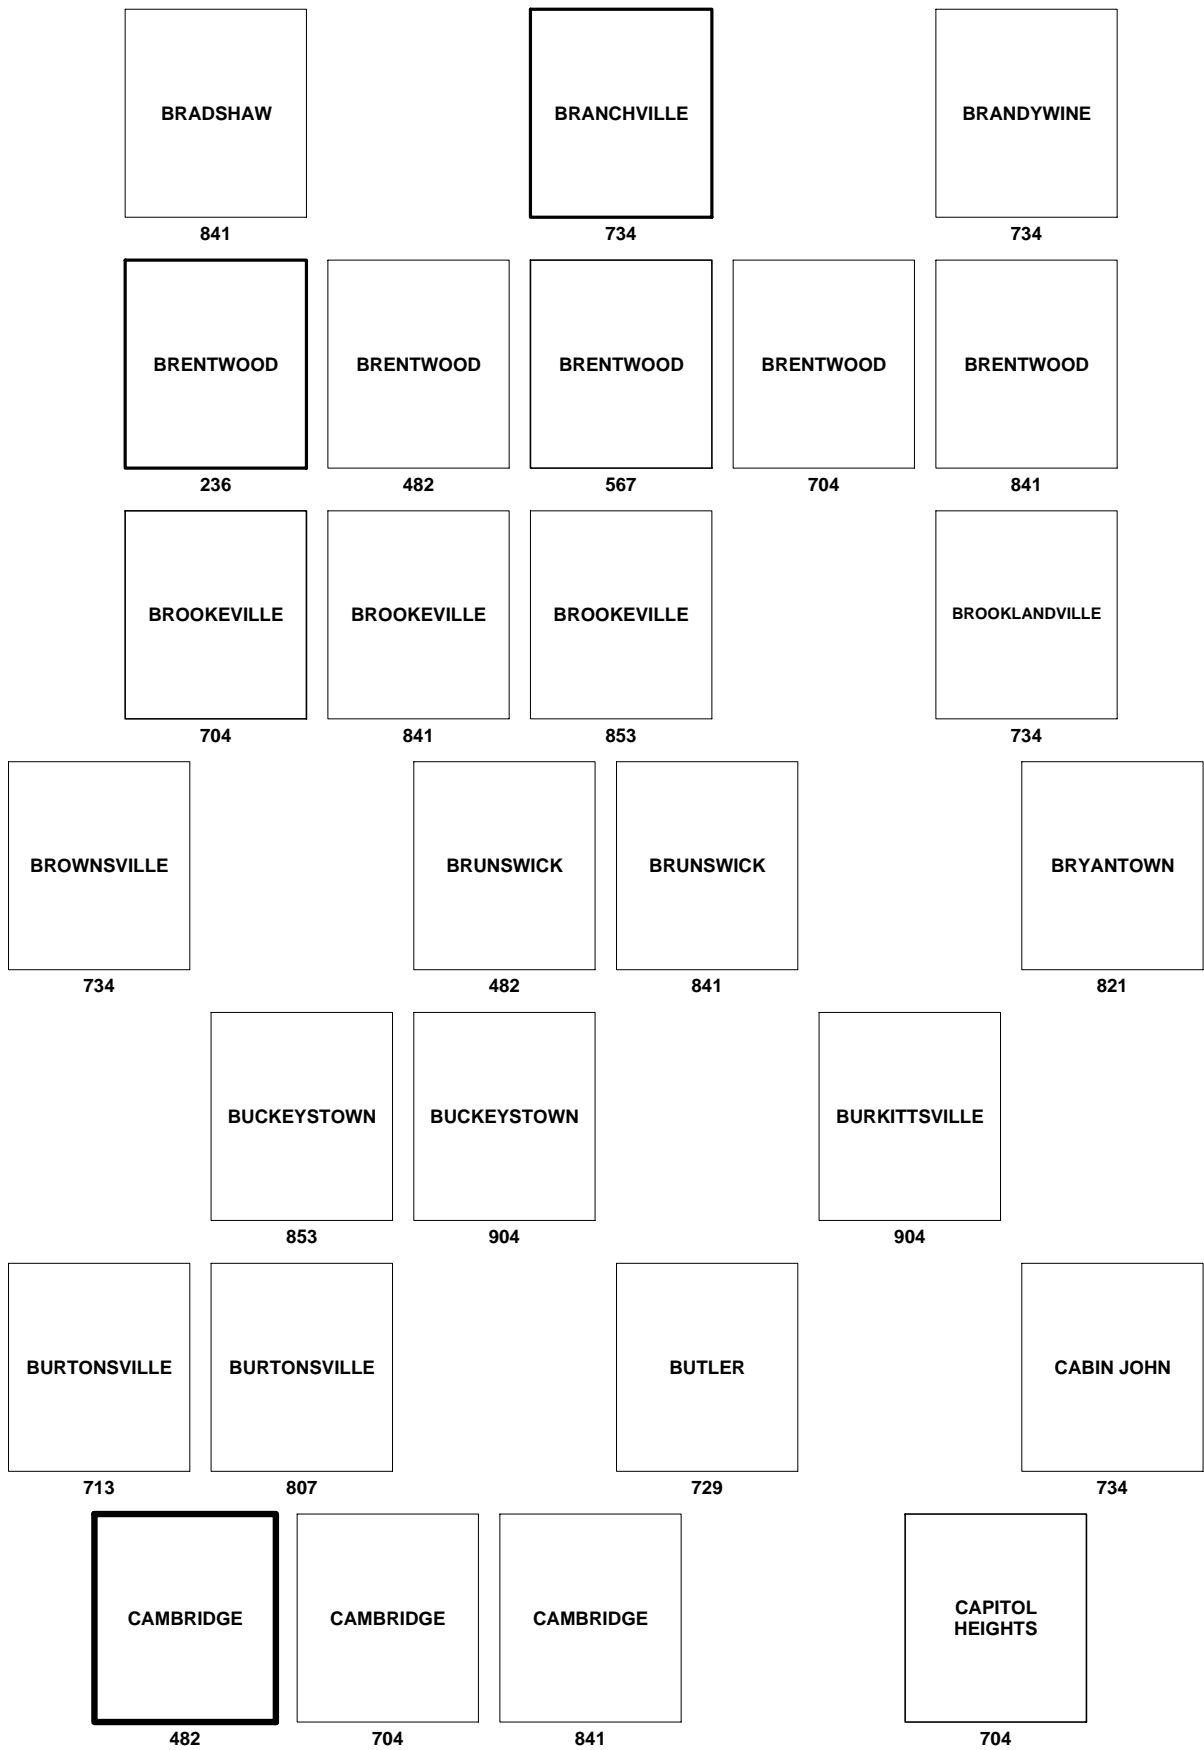 BRADSHAW
BRANCHVILLE
BRANDYWINE
841
734
734
BRENTWOOD
BRENTWOOD
BRENTWOOD
BRENTWOOD
BRENTWOOD
236
482
567
704
841
BROOKEVILLE
BROOKEVILLE
BROOKEVILLE
BROOKLANDVILLE
704
841
853
734
BROWNSVILLE
BRUNSWICK
BRUNSWICK
BRYANTOWN
734
482
841
821
BUCKEYSTOWN
BUCKEYSTOWN
BURKITTSVILLE
853
904
904
BURTONSVILLE
BURTONSVILLE
BUTLER
CABIN JOHN
713
807
729
734
CAMBRIDGE
CAMBRIDGE
CAMBRIDGE
CAPITOL
HEIGHTS
482
704
841
704